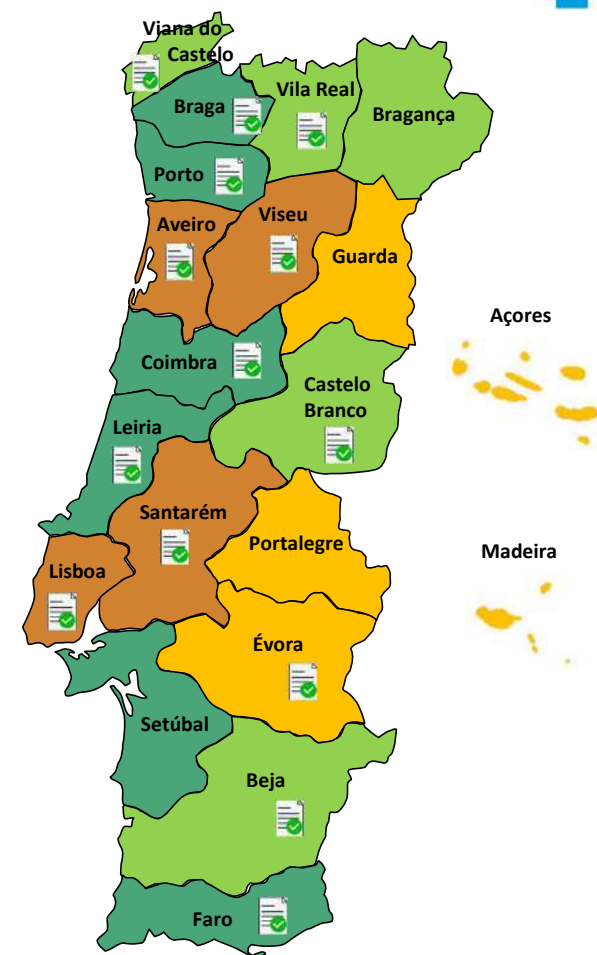 Viana do
Castelo
Braga
Vila Real
Bragança
Porto
Aveiro
Viseu
Guarda
Açores
Coimbra
Castelo
Branco
Leiria
Santarém
Portalegre
Madeira
Lisboa
Évora
Setúbal
Beja
Faro